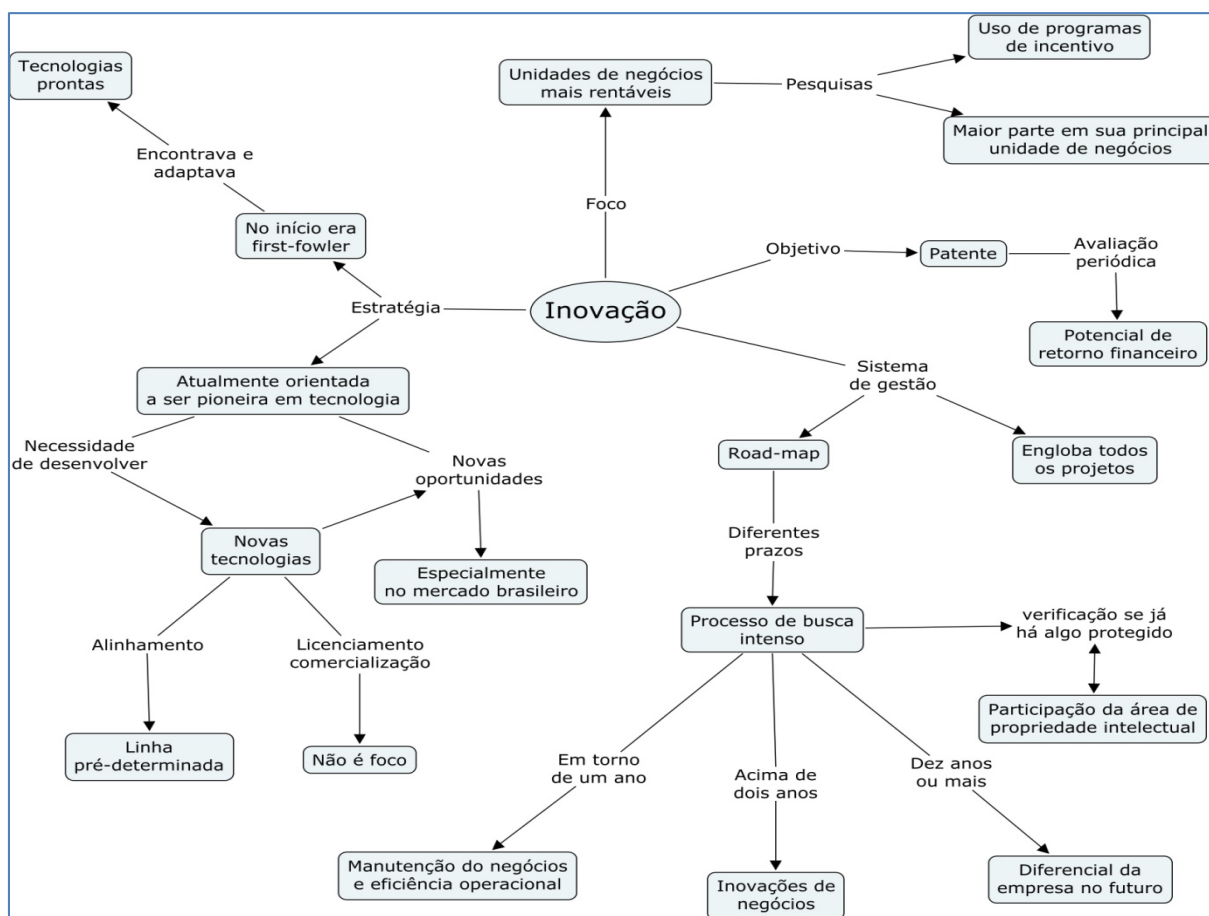 Uso de programas
de incentivo
Tecnologias
prontas
Unidades de negócios
mais rentáveis
Pesquisas
Maior parte em sua principal
unidade de negócios
Encontrava e
adaptava
Foco
No início era
first-fowler
Objetivo
Patente
Avaliação
periódica
Estratégia
Inovação
Potencial de
retorno financeiro
Atualmente orientada
a ser pioneira em tecnologia
Sistema
de gestão
Necessidade
de desenvolver
Novas
oportunidades
Road-map
Engloba todos
os projetos
Novas
tecnologias
Diferentes
prazos
Especialmente
no mercado brasileiro
Processo de busca
intenso
verificação se já
há algo protegido
Alinhamento
Licenciamento
comercialização
Participação da área de
propriedade intelectual
Linha
pré-determinada
Não é foco
Em torno
de um ano
Acima de
dois anos
Dez anos
ou mais
Manutenção do negócios
e eficiência operacional
Inovações de
negócios
Diferencial da
empresa no futuro